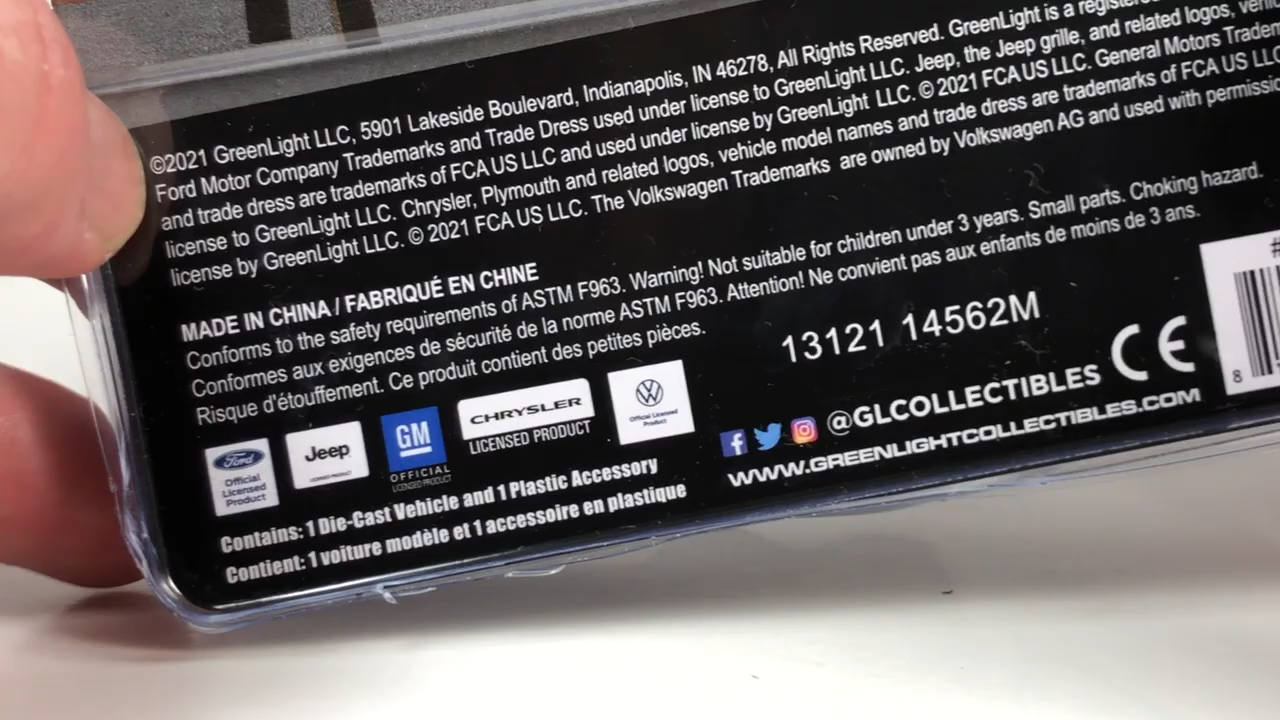 ©2021 GreenLight LLC, 5901 Lakeside Boulevard, Indianapolis, IN 46278, All Rights Reserved. GreenLight is a
Ford Motor Company Trademarks and Trade Dress used under license to GreenLight LLC. Jeep, the Jeep grille, and related logos,
and trade dress are trademarks of FCA US LLC and used under license by GreenLight LLC. © 2021 FCA US LLC. General Motors
license to GreenLight LLC. Chrysler, Plymouth and related logos, vehicle model names and trade dress are trademarks of FCA US LLC
license by GreenLight LLC. © 2021 FCA US LLC. The Volkswagen Trademarks are owned by Volkswagen AG and used with
MADE IN CHINA / FABRIQUÉ EN CHINE
Conforms to the safety requirements of ASTM F963. Warning! Not suitable for children under 3 years. Small parts. Choking hazard.
Conformes aux exigences de sécurité de la norme ASTM F963. Attention! Ne convient pas aux enfants de moins de 3 ans.
Risque d'étouffement. Ce produit contient des petites pièces.
13121 14562M
Ford
Official
Licensed
Product
Jeep
LICENSED PRODUCT
GM
OFFICIAL
LICENSED PRODUCT
CHRYSLER
LICENSED PRODUCT
Official
Licensed
Product
@GLCOLLECTIBLES
CE
WWW.GREENLIGHTCOLLECTIBLES.COM
Contains: 1 Die-Cast Vehicle and 1 Plastic Accessory
Contient: 1 voiture modèle et 1 accessoire en plastique
8